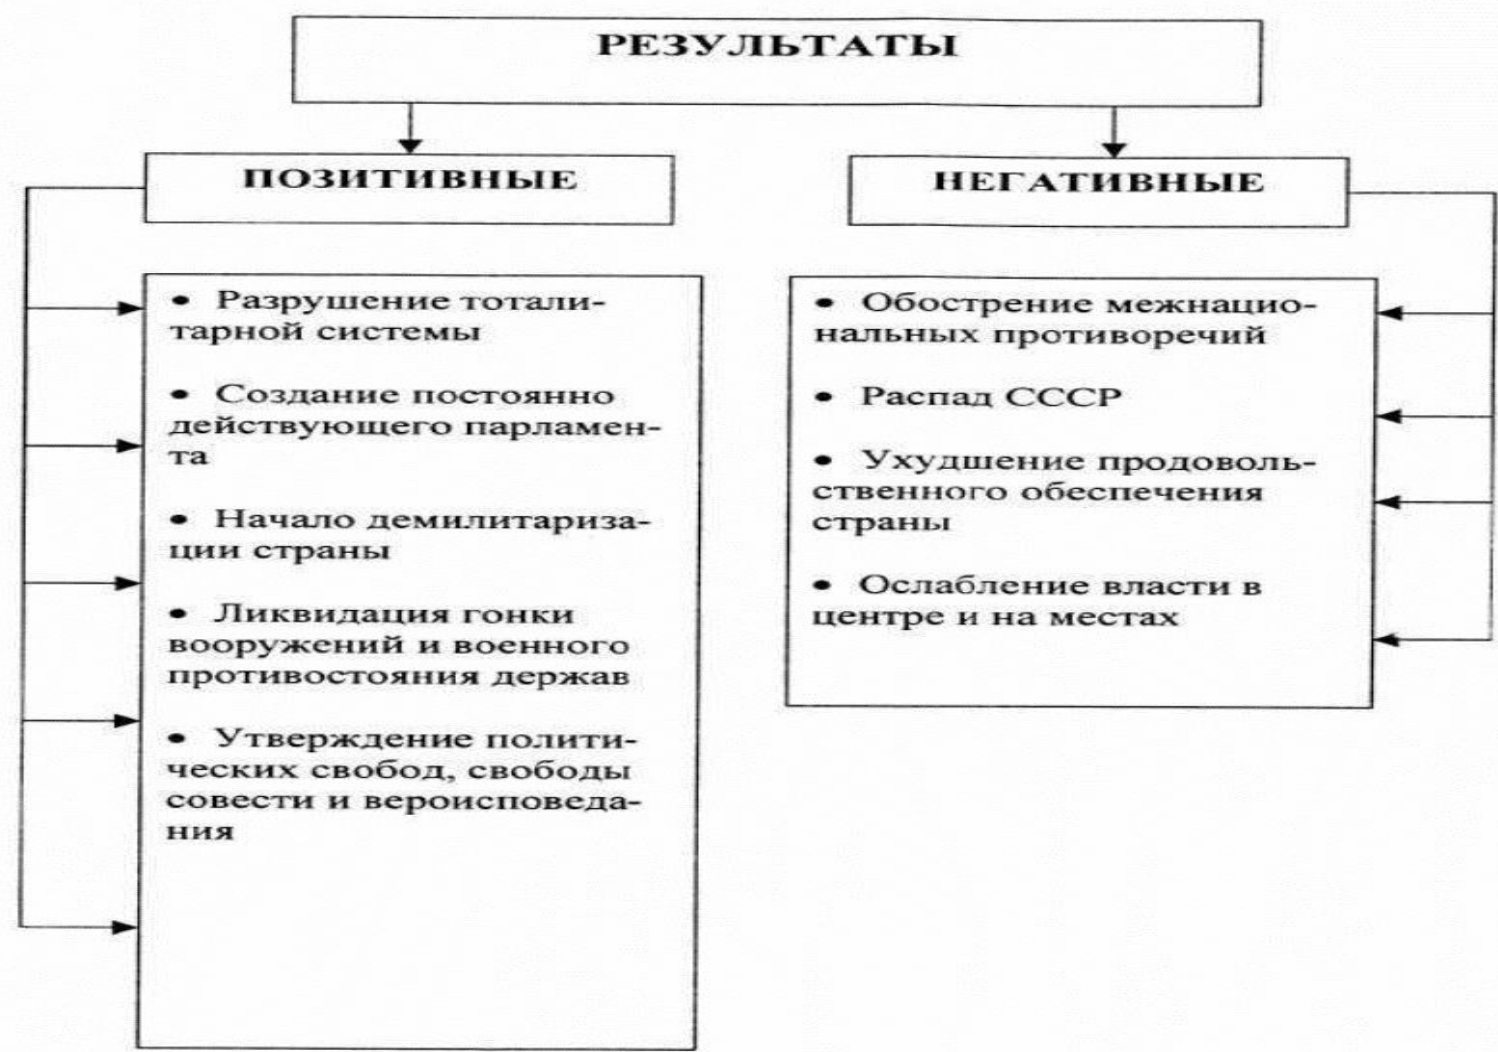 РЕЗУЛЬТАТЫ
ПОЗИТИВНЫЕ
• Разрушение тотали-
тарной системы
• Создание постоянно
действующего парламен-
та
• Начало демилитариза-
ции страны
• Ликвидация гонки
вооружений и военного
противостояния держав
• Утверждение полити-
ческих свобод, свободы
совести и вероисповеда-
ния
НЕГАТИВНЫЕ
• Обострение межнацио-
нальных противоречий
• Распад СССР
• Ухудшение продоволь-
ственного обеспечения
страны
• Ослабление власти в
центре и на местах